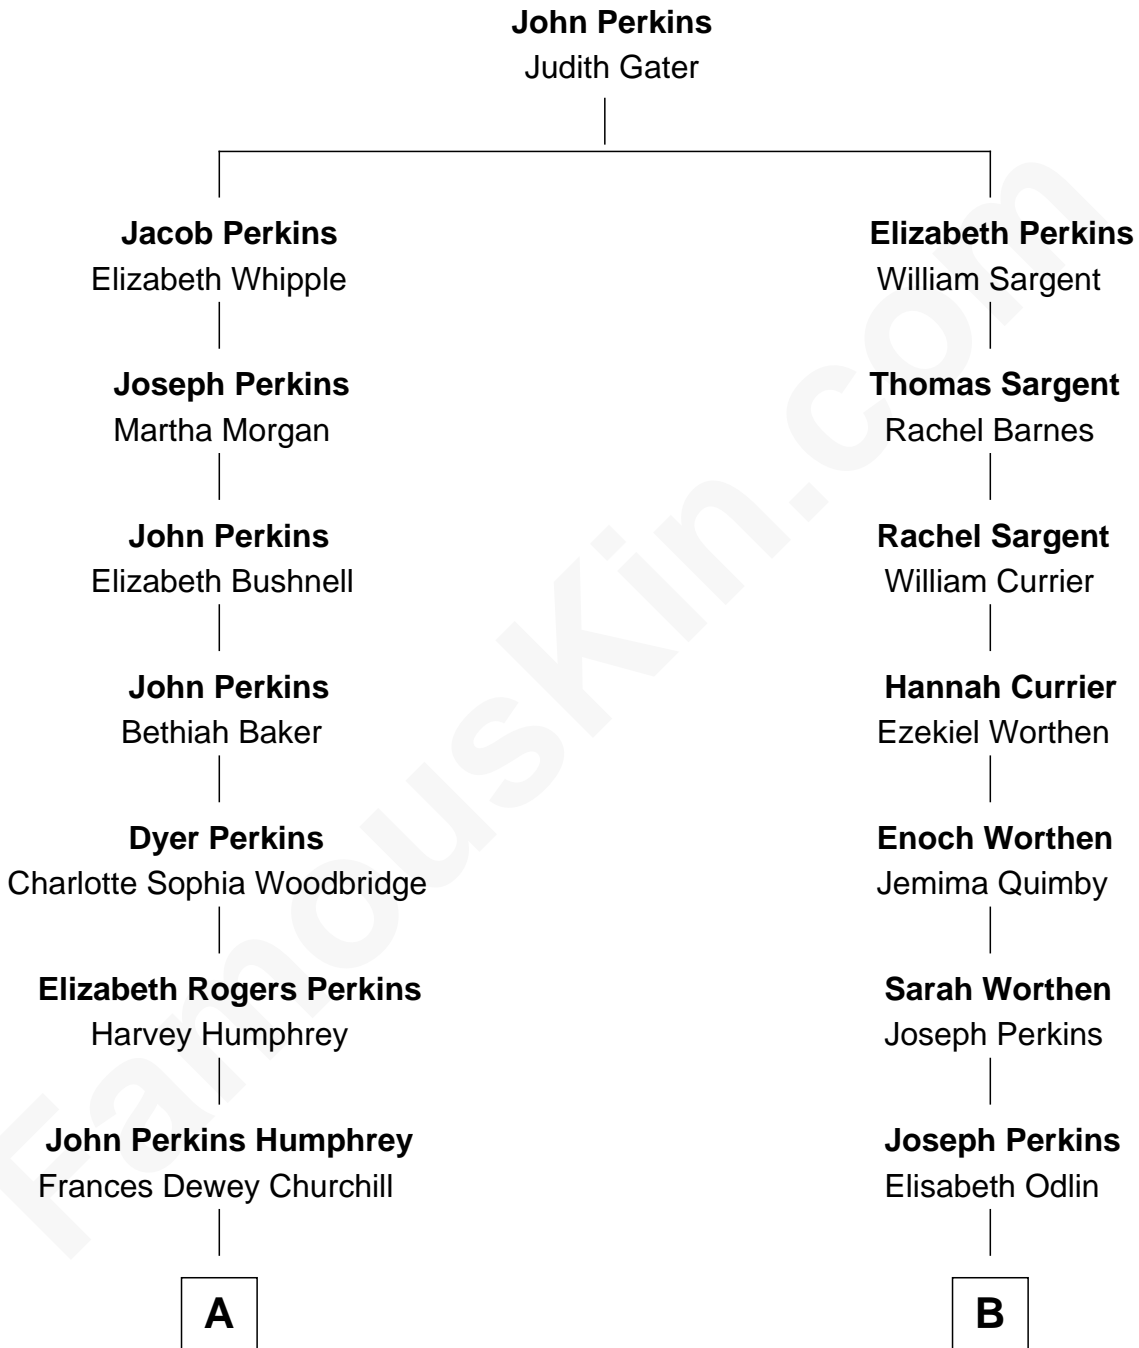 John Perkins
Judith Gater
Jacob Perkins
Elizabeth Whipple
Elizabeth Perkins
William Sargent
Joseph Perkins
Martha Morgan
Thomas Sargent
Rachel Barnes
John Perkins
Elizabeth Bushnell
Rachel Sargent
William Currier
John Perkins
Bethiah Baker
Hannah Currier
Ezekiel Worthen
Dyer Perkins
Charlotte Sophia Woodbridge
Enoch Worthen
Jemima Quimby
Elizabeth Rogers Perkins
Harvey Humphrey
Sarah Worthen
Joseph Perkins
John Perkins Humphrey
Frances Dewey Churchill
Joseph Perkins
Elisabeth Odlin
A
B
FamousKin.com